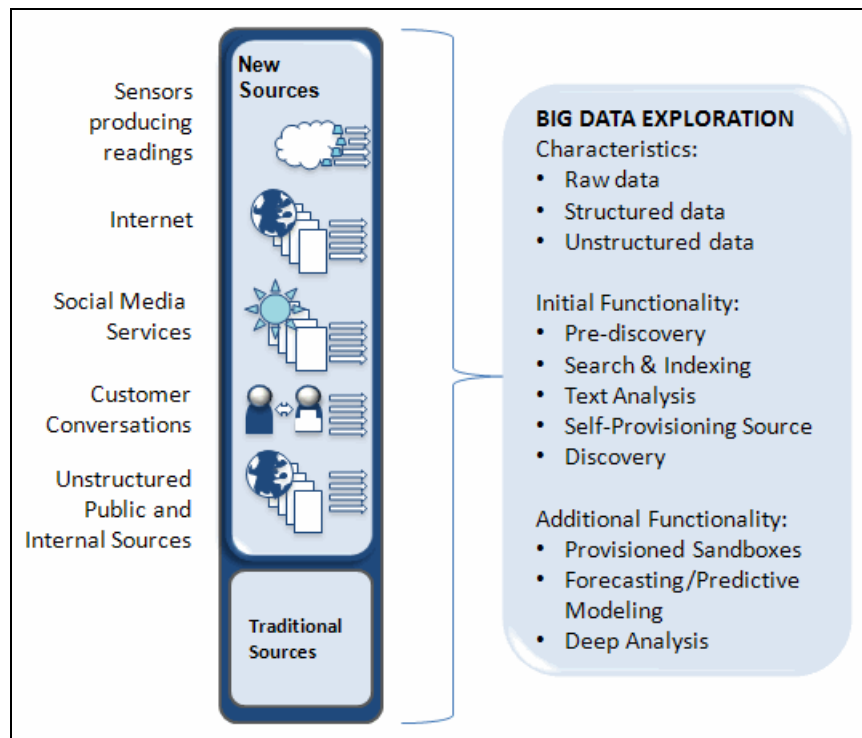 Sensors
producing
readings
Internet
Social Media
Services
Customer
Conversations
Unstructured
Public and
Internal Sources
New
Sources
Traditional
Sources
BIG DATA EXPLORATION
Characteristics:
• Raw data
• Structured data
• Unstructured data
Initial Functionality:
• Pre-discovery
• Search & Indexing
• Text Analysis
• Self-Provisioning Source
• Discovery
Additional Functionality:
• Provisioned Sandboxes
• Forecasting/Predictive
Modeling
• Deep Analysis